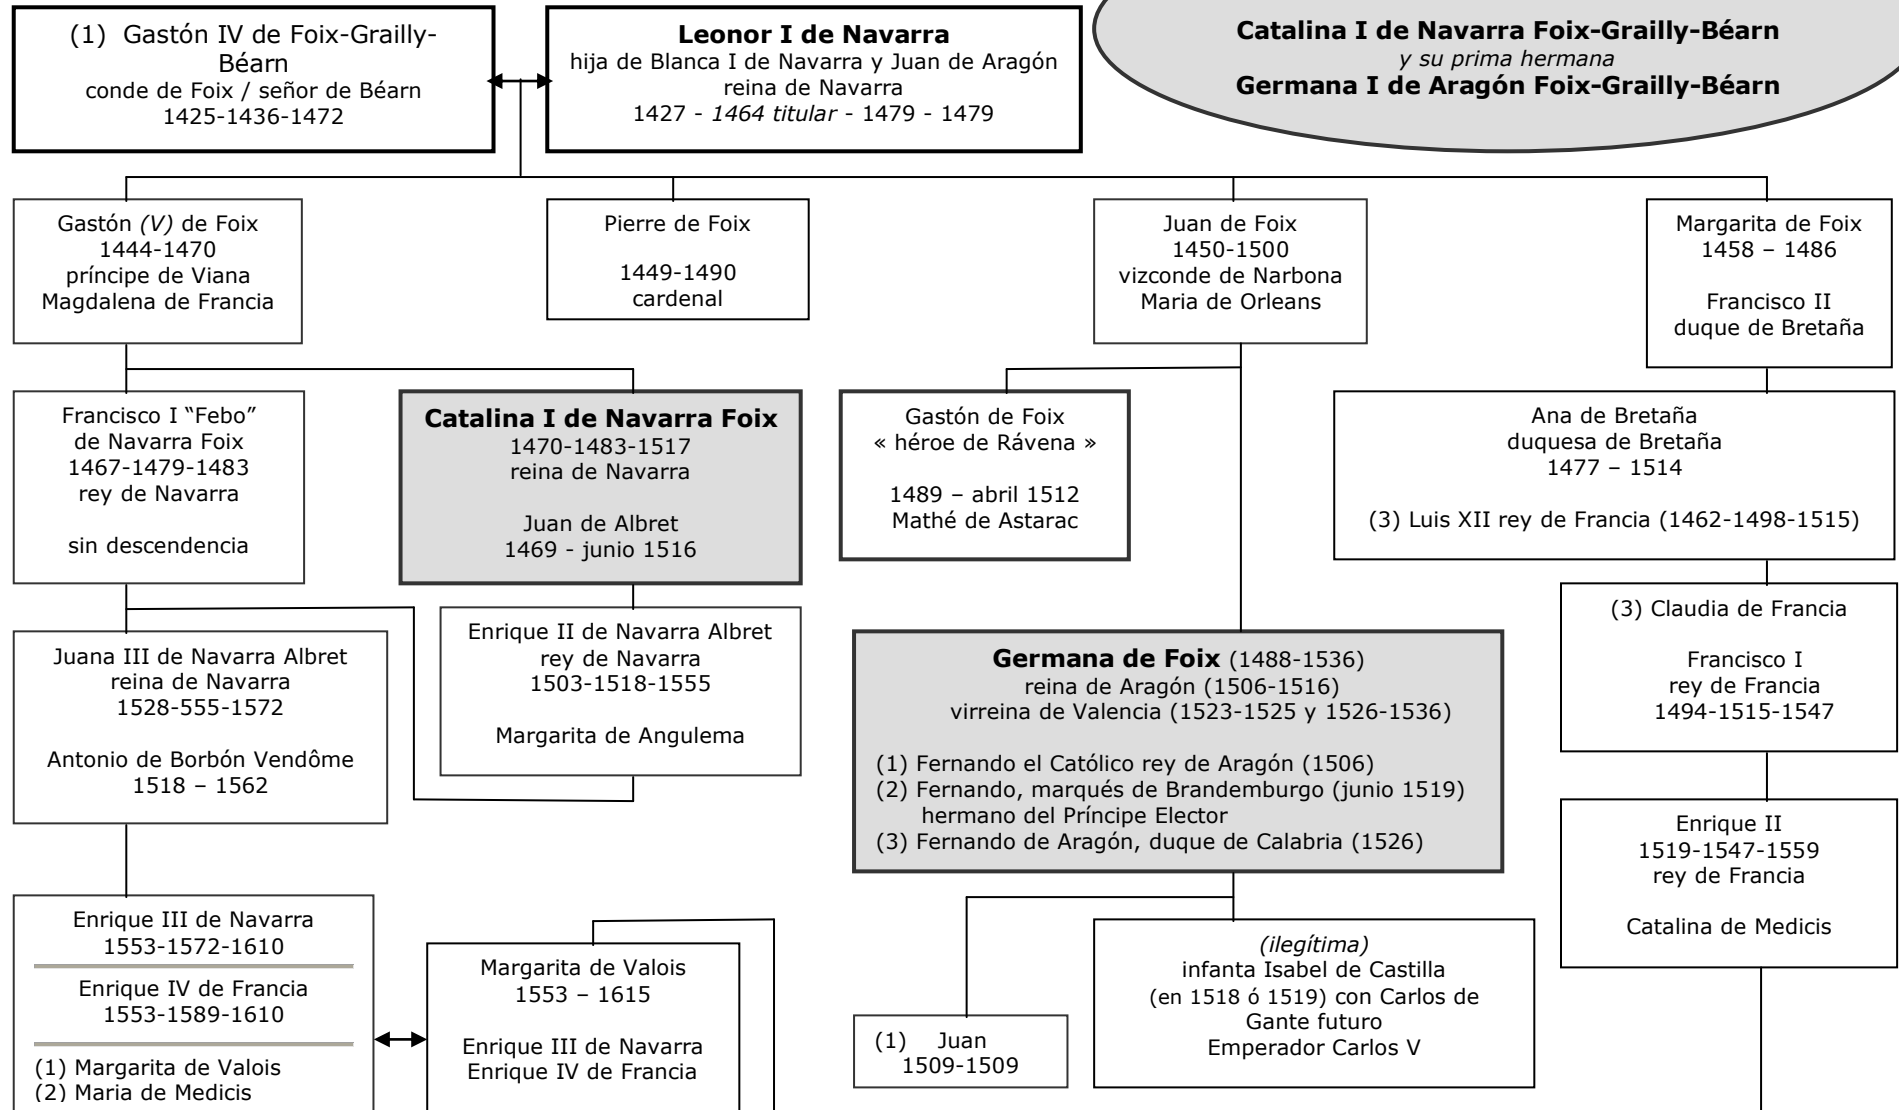 (1) Gastón IV de Foix-Grailly-
Béarn
conde de Foix / señor de Béarn
1425-1436-1472
Leonor I de Navarra
hija de Blanca I de Navarra y Juan de Aragón
reina de Navarra
1427 - 1464 titular - 1479 - 1479
Catalina I de Navarra Foix-Grailly-Béarn
y su prima hermana
Germana I de Aragón Foix-Grailly-Béarn
Gastón (V) de Foix
1444-1470
príncipe de Viana
Magdalena de Francia
Pierre de Foix
1449-1490
cardenal
Juan de Foix
1450-1500
vizconde de Narbona
Maria de Orleans
Margarita de Foix
1458 – 1486
Francisco II
duque de Bretaña
Francisco I “Febo”
de Navarra Foix
1467-1479-1483
rey de Navarra
sin descendencia
Catalina I de Navarra Foix
1470-1483-1517
reina de Navarra
Juan de Albret
1469 - junio 1516
Gastón de Foix
« héroe de Rávena »
1489 – abril 1512
Mathé de Astarac
Ana de Bretaña
duquesa de Bretaña
1477 – 1514
(3) Luis XII rey de Francia (1462-1498-1515)
Juana III de Navarra Albret
reina de Navarra
1528-555-1572
Antonio de Borbón Vendôme
1518 – 1562
Enrique II de Navarra Albret
rey de Navarra
1503-1518-1555
Margarita de Angulema
Germana de Foix (1488-1536)
reina de Aragón (1506-1516)
virreina de Valencia (1523-1525 y 1526-1536)
(1) Fernando el Católico rey de Aragón (1506)
(2) Fernando, marqués de Brandemburgo (junio 1519)
hermano del Príncipe Elector
(3) Fernando de Aragón, duque de Calabria (1526)
(3) Claudia de Francia
Francisco I
rey de Francia
1494-1515-1547
Enrique II
1519-1547-1559
rey de Francia
Catalina de Medicis
Enrique III de Navarra
1553-1572-1610
Enrique IV de Francia
1553-1589-1610
(1) Margarita de Valois
(2) Maria de Medicis
Margarita de Valois
1553 – 1615
Enrique III de Navarra
Enrique IV de Francia
(1) Juan
1509-1509
(ilegítima)
infanta Isabel de Castilla
(en 1518 ó 1519) con Carlos de
Gante futuro
Emperador Carlos V